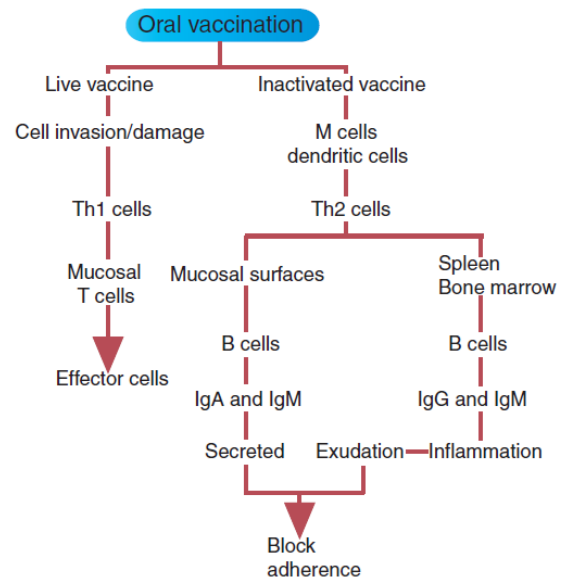 Oral vaccination
Live vaccine
Inactivated vaccine
Cell invasion/damage
M cells
dendritic cells
Th1 cells
Th2 cells
Mucosal
T cells
Mucosal surfaces
Spleen
Bone marrow
B cells
B cells
Effector cells
IgA and IgM
IgG and IgM
Secreted
Exudation
Inflammation
Block
adherence